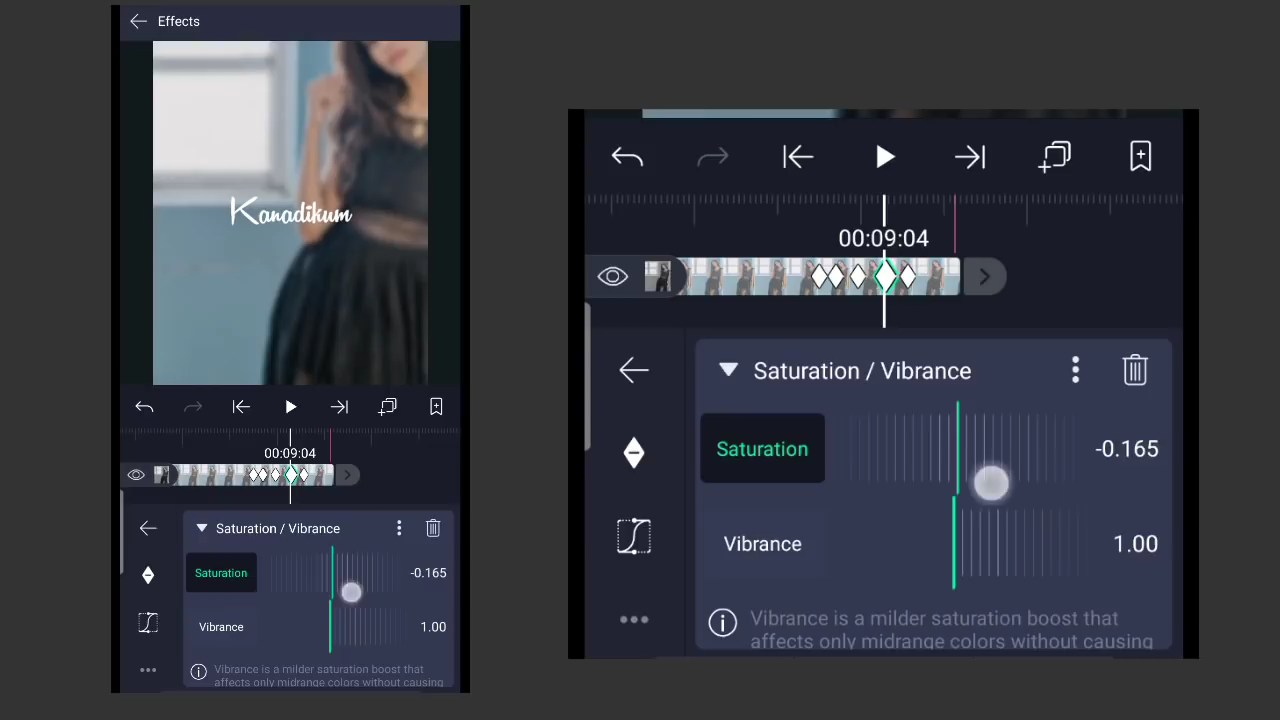 Effects
Kanadikum
00:09:04
Saturation / Vibrance
Saturation
-0.165
Vibrance
1.00
Vibrance is a milder saturation boost that
affects only midrange colors without causing
00:09:04
Saturation / Vibrance
Saturation
-0.165
Vibrance
1.00
Vibrance is a milder saturation boost that
affects only midrange colors without causing